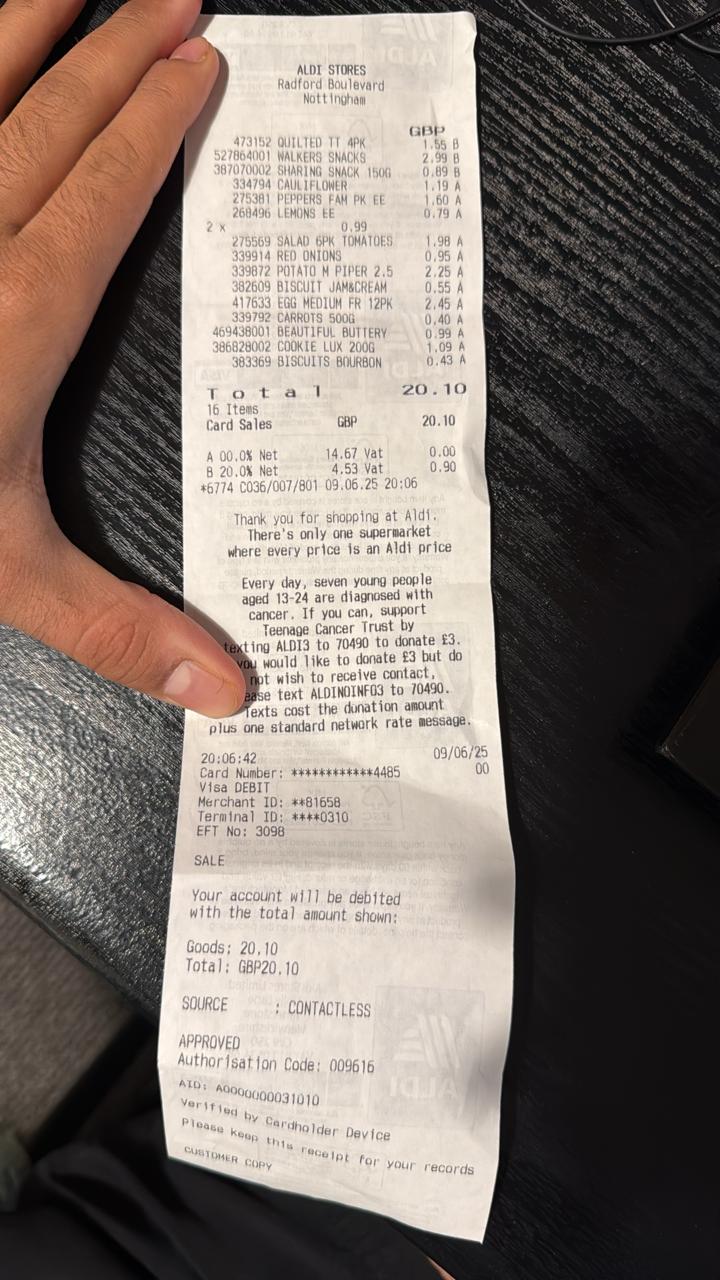 ALDI STORES
Radford Boulevard
Nottingham
GBP
473152 QUILTED TT 4PK 1.55 B
527864001 WALKERS SNACKS 2.99 B
387070002 SHARING SNACK 150G 0.89 B
334794 CAULIFLOWER 1.19 A
275381 PEPPERS FAM PK EE 1.60 A
268496 LEMONS EE 0.79 A
2 x 0.99
275569 SALAD 6PK TOMATOES 1.98 A
339914 RED ONIONS 0.95 A
339872 POTATO M PIPER 2.5 2.25 A
382609 BISCUIT JAM&CREAM 0.55 A
417633 EGG MEDIUM FR 12PK 2.45 A
339792 CARROTS 500G 0.40 A
469438001 BEAUTIFUL BUTTERY 0.99 A
386828002 COOKIE LUX 200G 1.09 A
383369 BISCUITS BOURBON 0.43 A
Total 20.10
16 Items
Card Sales GBP 20.10
A 00.0% Net 14.67 Vat 0.00
B 20.0% Net 4.53 Vat 0.90
*6774 C036/007/801 09.06.25 20:06
Thank you for shopping at Aldi.
There's only one supermarket
where every price is an Aldi price
Every day, seven young people
aged 13-24 are diagnosed with
cancer. If you can, support
Teenage Cancer Trust by
texting ALDI3 to 70490 to donate £3.
you would like to donate £3 but do
not wish to receive contact,
ease text ALDINOINFO3 to 70490.
Texts cost the donation amount
plus one standard network rate message.
20:06:42 09/06/25
Card Number: ************4485 00
Visa DEBIT
Merchant ID: **81658
Terminal ID: ****0310
EFT No: 3098
SALE
Your account will be debited
with the total amount shown:
Goods: 20.10
Total: GBP20.10
SOURCE : CONTACTLESS
APPROVED
Authorisation Code: 009616
AID: A0000000031010
Verified by Cardholder Device
Please keep this receipt for your records
CUSTOMER COPY